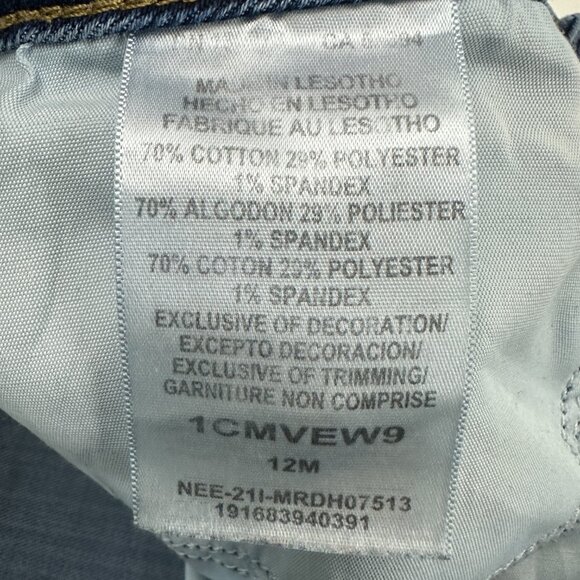 MADE IN LESOTHO
HECHO EN LESOTHO
FABRIQUE AU LESOTHO
70% COTTON 29% POLYESTER
1% SPANDEX
70% ALGODON 29% POLIESTER
1% SPANDEX
70% COTON 29% POLYESTER
1% SPANDEX
EXCLUSIVE OF DECORATION/
EXCEPTO DECORACION/
EXCLUSIVE OF TRIMMING/
GARNITURE NON COMPRISE
1CMVEW9
12M
NEE-21I-MRDH07513
191683940391